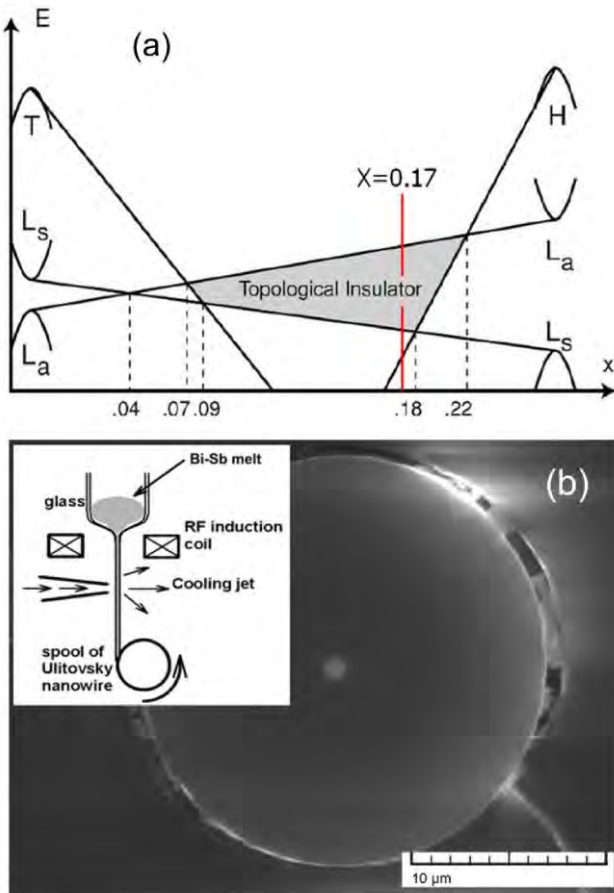 E
(a)
T
H
X=0.17
Ls
La
Topological Insulator
La
Ls
x
.04
.07
.09
.18
.22
(b)
Bi-Sb melt
glass
RF induction
coil
Cooling jet
spool of
Ulitovsky
nanowire
10 µm